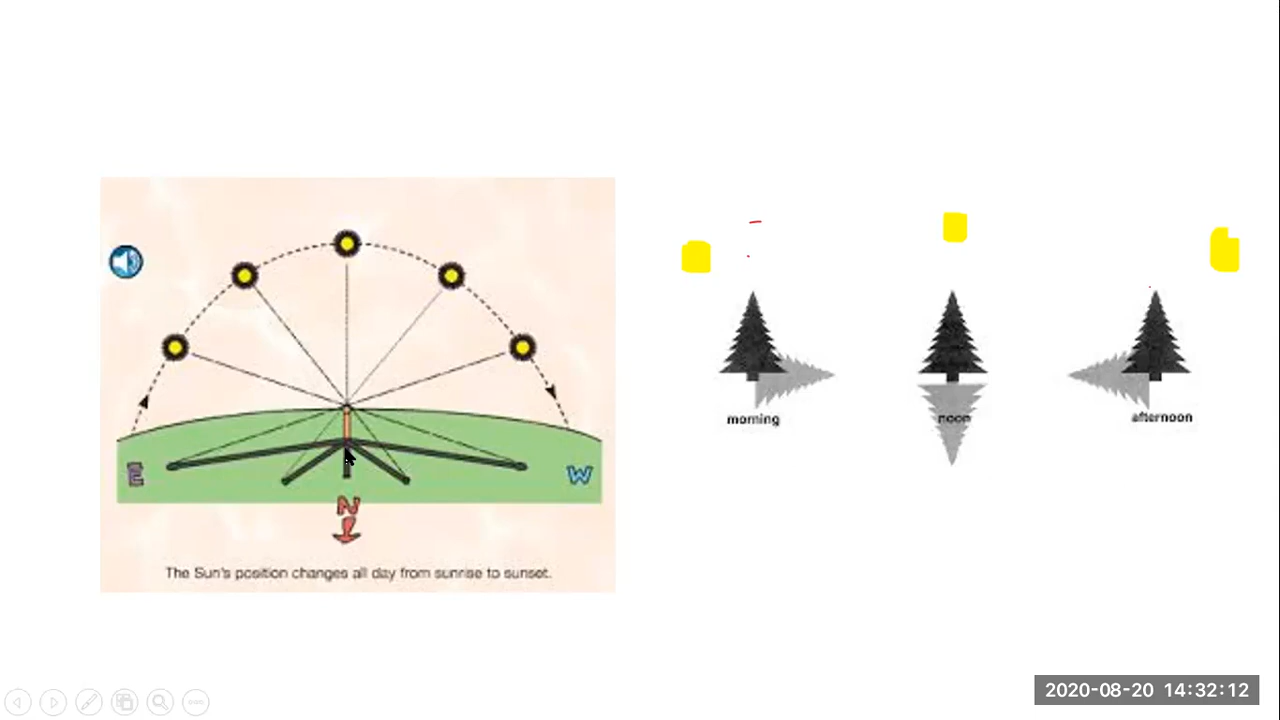 E
W
N
The Sun's position changes all day from sunrise to sunset.
morning
noon
afternoon
2020-08-20 14:32:12